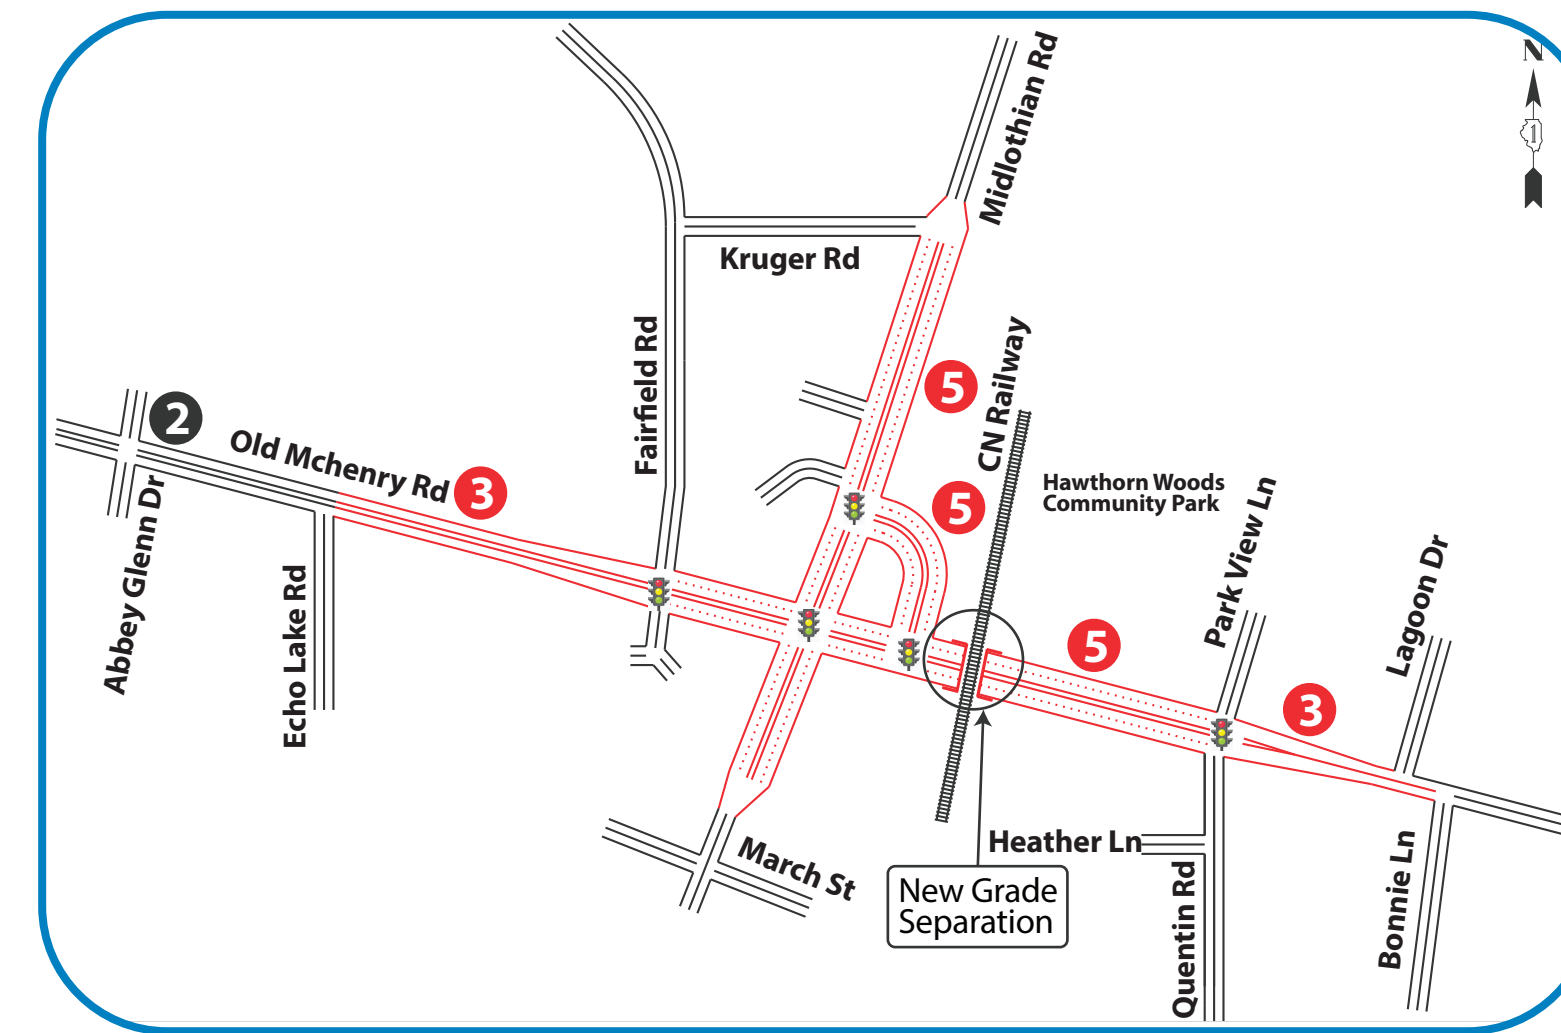 N
1
Midlothian Rd
Kruger Rd
Fairfield Rd
5
CN Railway
2
Old Mchenry Rd
3
5
Hawthorn Woods
Community Park
Park View Ln
Abbey Glenn Dr
Echo Lake Rd
Lagoon Dr
5
3
March St
Heather Ln
New Grade
Separation
Quentin Rd
Bonnie Ln